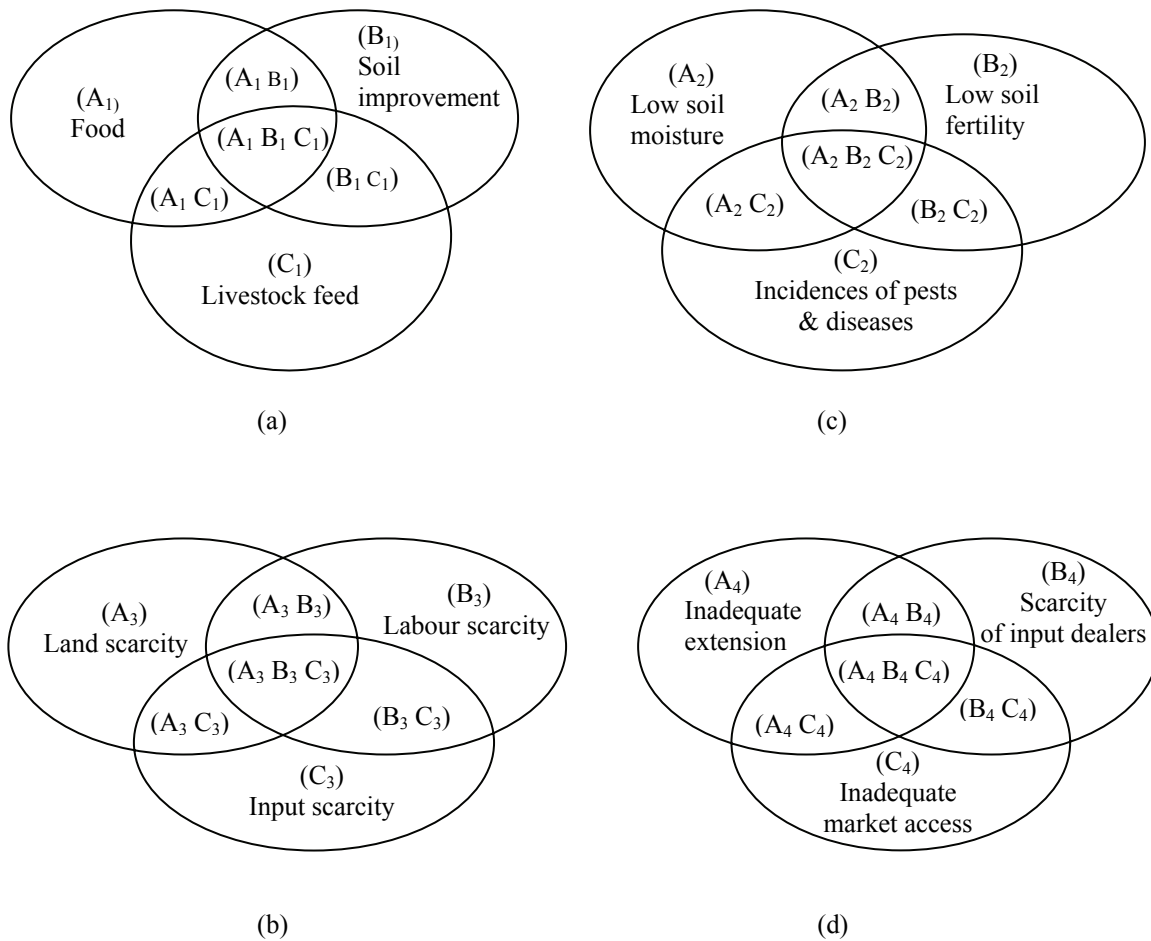 (A₁)
Food
(A₁ B₁)
(B₁)
Soil
improvement
(A₁ B₁ C₁)
(A₁ C₁)
(B₁ C₁)
(C₁)
Livestock feed
(a)
(A₂)
Low soil
moisture
(A₂ B₂)
(B₂)
Low soil
fertility
(A₂ B₂ C₂)
(A₂ C₂)
(B₂ C₂)
(C₂)
Incidences of pests
& diseases
(c)
(A₃)
Land scarcity
(A₃ B₃)
(B₃)
Labour scarcity
(A₃ B₃ C₃)
(A₃ C₃)
(B₃ C₃)
(C₃)
Input scarcity
(b)
(A₄)
Inadequate
extension
(A₄ B₄)
(B₄)
Scarcity
of input dealers
(A₄ B₄ C₄)
(A₄ C₄)
(B₄ C₄)
(C₄)
Inadequate
market access
(d)